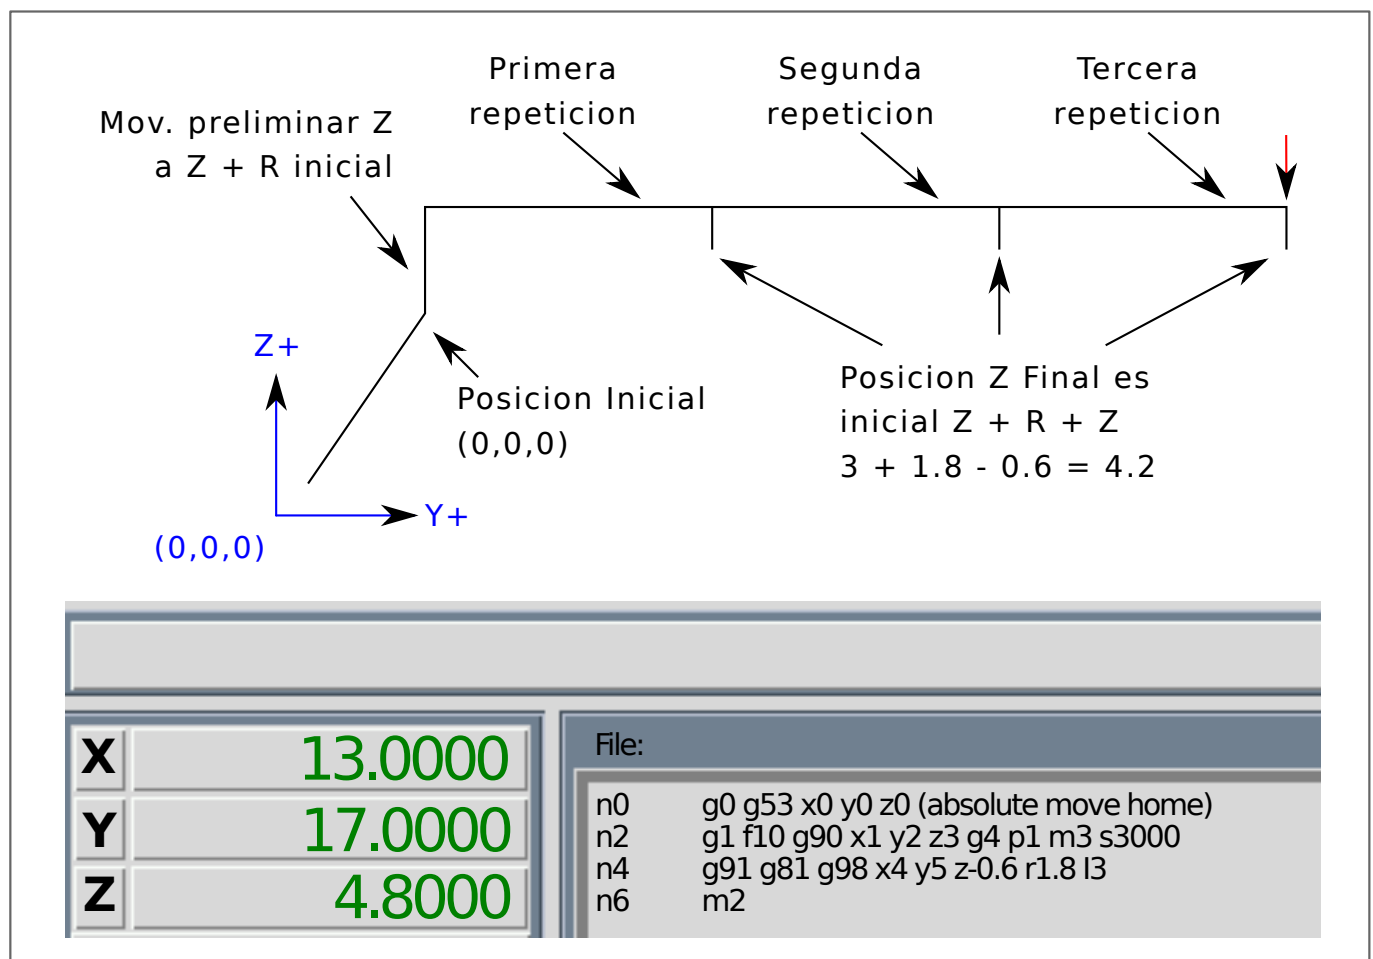 Primera
repeticion
Segunda
repeticion
Tercera
repeticion
Mov. preliminar Z
a Z + R inicial
Z+
Posicion Inicial
(0,0,0)
Posicion Z Final es
inicial Z + R + Z
3 + 1.8 - 0.6 = 4.2
Y+
(0,0,0)
X 13.0000
Y 17.0000
Z 4.8000
File:
n0 g0 g53 x0 y0 z0 (absolute move home)
n2 g1 f10 g90 x1 y2 z3 g4 p1 m3 s3000
n4 g91 g81 g98 x4 y5 z-0.6 r1.8 l3
n6 m2